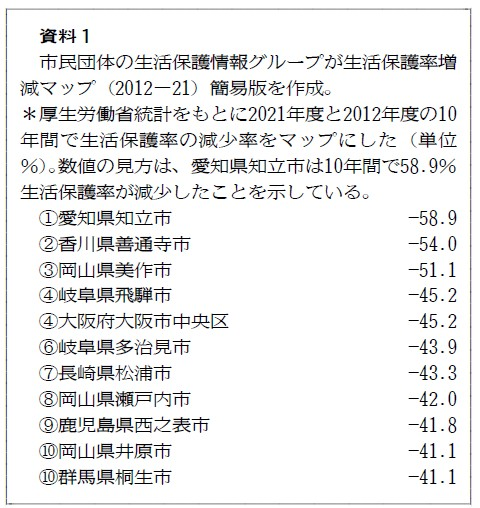 資料1
市民団体の生活保護情報グループが生活保護率増
減マップ（2012－21）簡易版を作成。
＊厚生労働省統計をもとに2021年度と2012年度の10
年間で生活保護率の減少率をマップにした（単位
％）。数値の見方は、愛知県知立市は10年間で58.9％
生活保護率が減少したことを示している。
①愛知県知立市 −58.9
②香川県善通寺市 −54.0
③岡山県美作市 −51.1
④岐阜県飛騨市 −45.2
④大阪府大阪市中央区 −45.2
⑥岐阜県多治見市 −43.9
⑦長崎県松浦市 −43.3
⑧岡山県瀬戸内市 −42.0
⑨鹿児島県西之表市 −41.8
⑩岡山県井原市 −41.1
⑩群馬県桐生市 −41.1